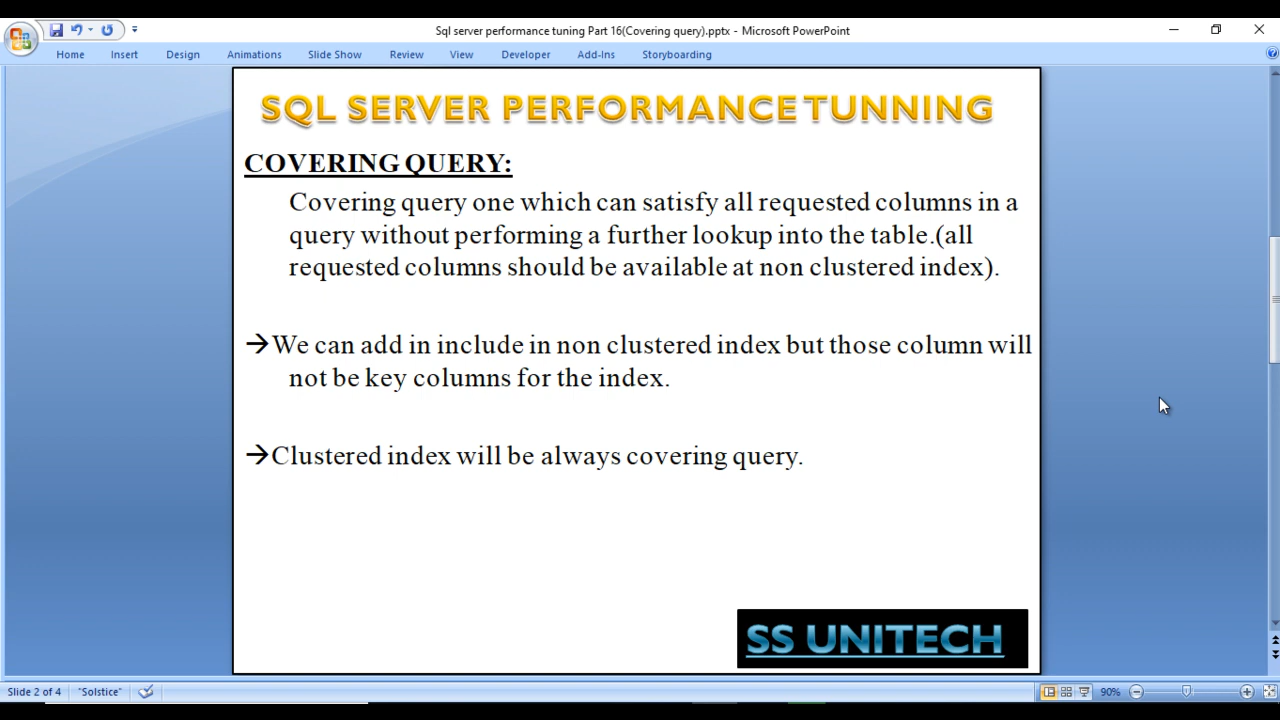 Sql server performance tuning Part 16(Covering query).pptx - Microsoft PowerPoint
Home Insert Design Animations Slide Show Review View Developer Add-Ins Storyboarding
SQL SERVER PERFORMANCE TUNNING
COVERING QUERY:
Covering query one which can satisfy all requested columns in a
query without performing a further lookup into the table.(all
requested columns should be available at non clustered index).
→We can add in include in non clustered index but those column will
not be key columns for the index.
→Clustered index will be always covering query.
SS UNITECH
Slide 2 of 4 "Solstice" 90%